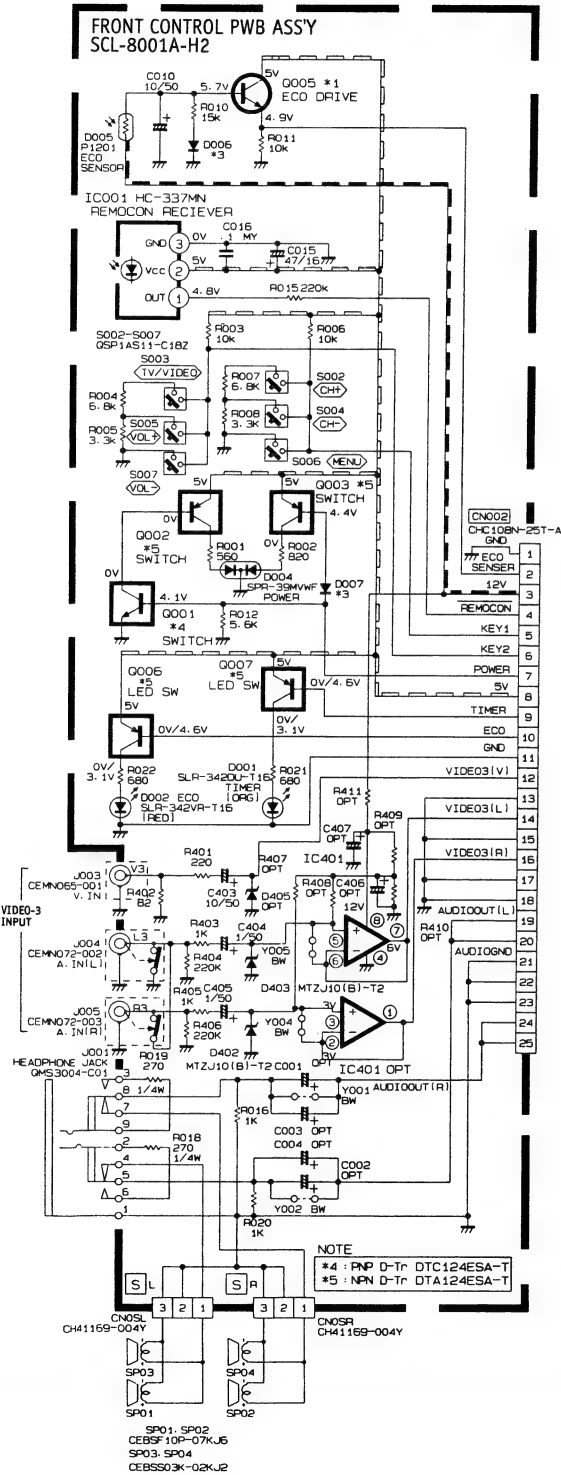 FRONT CONTROL PWB ASS'Y
SCL-8001A-H2
C010
10/50
5.7V
5V
Q005 *1
ECO DRIVE
R010
15k
4.9V
D005
P1201
ECO
SENSOR
D006
*3
R011
10k
IC001 HC-337MN
REMOCON RECIEVER
GND 3 0V
C016
.1 MY
VCC 2 5V
C015
47/16
OUT 1 4.8V
R015 220k
S002-S007
QSP1AS11-C18Z
R003
10k
R006
10k
S003
TV/VIDEO
R004
6.8k
R007
6.8k
S002
CH+
R005
3.3k
S005
VOL+
R008
3.3K
S004
CH-
S007
VOL-
S006 MENU
5V
5V
Q003 *5
SWITCH
4.4V
0V
0V
Q002
*5
SWITCH
R001
560
R002
820
D004
SPR-39MVWF
POWER
D007
*3
0V
4.1V
Q001
*4
SWITCH
R012
5.6K
CN002
CHC108N-25T-A
GND 1
ECO
SENSER 2
12V 3
REMOCON 4
KEY1 5
KEY2 6
POWER 7
5V 8
TIMER 9
ECO 10
GND 11
VIDEO3(V) 12
13
VIDEO3(L) 14
15
VIDEO3(R) 16
17
18
AUDIOOUT(L) 19
20
AUDIOGND 21
22
23
24
25
Q006
*5
LED SW
Q007
*5
LED SW
5V
5V
0V/4.6V
0V/4.6V
0V/
3.1V
0V/
3.1V
R022
680
D001
SLR-342DU-T16
TIMER
[ORG]
R021
680
D002 ECO
SLR-342VR-T16
[RED]
R411
OPT
C407
OPT
R409
OPT
IC401
VIDEO-3
INPUT
J003
CEMN065-001
V.IN
V3
R401
220
R407
OPT
R402
82
C403
10/50
D405
OPT
R408
OPT
C406
OPT
12V
R410
OPT
J004
CEMN072-002
A.IN(L)
L3
R403
1K
C404
1/50
R404
220K
Y005
BW
5
6
8
4
7
6V
J005
CEMN072-003
A.IN(R)
R3
R405
1K
C405
1/50
R406
220K
D403
MTZJ10(B)-T2
Y004
BW
3V
3
2
3V
1
OPT
D402
MTZJ10(B)-T2
IC401 OPT
J001
HEADPHONE JACK
QMS3004-C01
R019
270
1/4W
3
8
7
9
2
4
5
6
1
R018
270
1/4W
R016
1K
C001
Y001
BW
AUDIOOUT(R)
C003 OPT
C004 OPT
C002
OPT
Y002 BW
R020
1K
NOTE
*4 : PNP D-Tr DTC124ESA-T
*5 : NPN D-Tr DTA124ESA-T
S L
S R
3 2 1
3 2 1
CN0SL
CH41169-004Y
CN0SR
CH41169-004Y
SP03
SP04
SP01
SP02
SP01. SP02
CEBSF10P-07KJ6
SP03. SP04
CEBSS03K-02KJ2